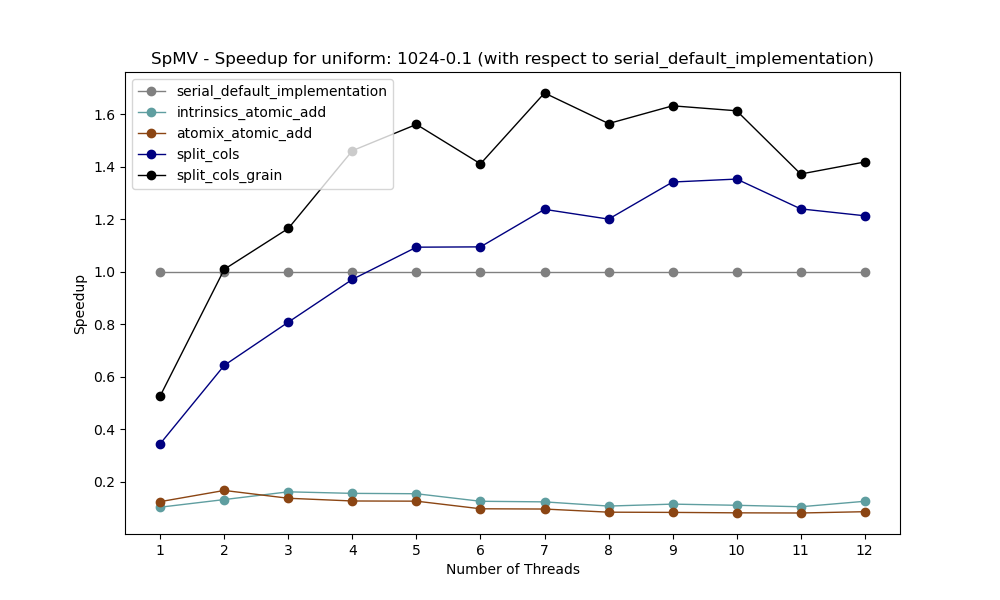 SpMV - Speedup for uniform: 1024-0.1 (with respect to serial_default_implementation)
serial_default_implementation
intrinsics_atomic_add
atomix_atomic_add
split_cols
split_cols_grain
1.6
1.4
1.2
1.0
0.8
0.6
0.4
0.2
Speedup
1 2 3 4 5 6 7 8 9 10 11 12
Number of Threads